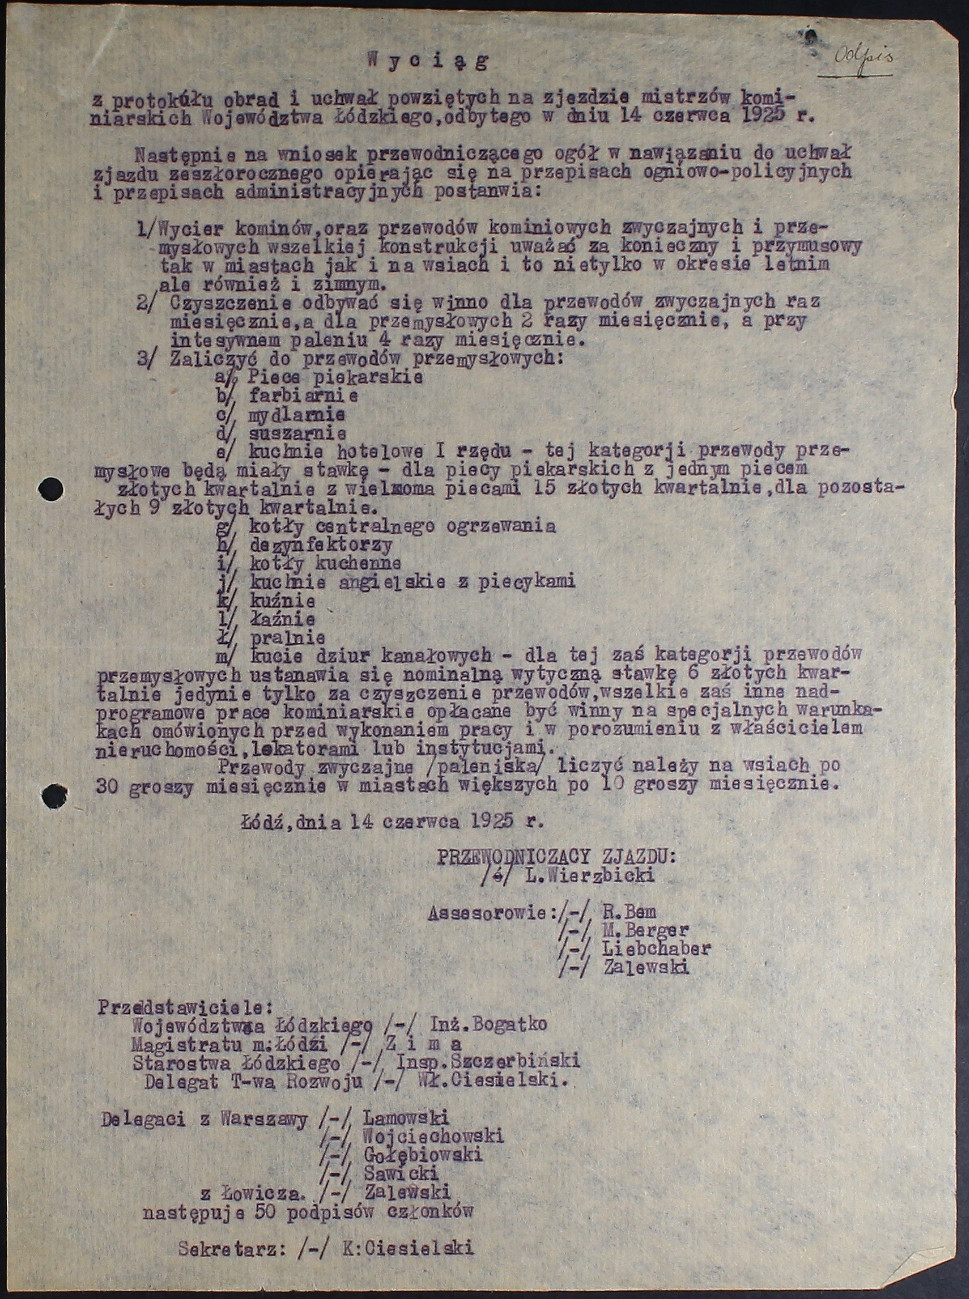 Odpis
Wyciąg
z protokółu obrad i uchwał powziętych na zjezdzie mistrzów komi-
niarskich Województwa Łódzkiego,odbytego w dniu 14 czerwca 1925 r.
Następnie na wniosek przewodniczącego ogół w nawiązaniu do uchwał
zjazdu zeszłorocznego opierając się na przepisach ogniowo-policyjnych
i przepisach administracyjnych postanwia:
1/Wycier kominów,oraz przewodów kominiowych zwyczajnych i prze-
mysłowych wszelkiej konstrukcji uważać za konieczny i przymusowy
tak w miastach jak i na wsiach i to nietylko w okresie letnim
ale również i zimnym.
2/ Czyszczenie odbywać się winno dla przewodów zwyczajnych raz
miesięcznie,a dla przemysłowych 2 razy miesięcznie, a przy
intesywnem paleniu 4 razy miesięcznie.
3/ Zaliczyć do przewodów przemysłowych:
a/ Piece piekarskie
b/ farbiarnie
c/ mydlarnie
d/ suszarnie
e/ kuchnie hotelowe I rzędu - tej kategorji przewody prze-
mysłowe będą miały stawkę - dla piecy piekarskich z jednym piecem
złotych kwartalnie z wieloma piecami 15 złotych kwartalnie,dla pozosta-
łych 9 złotych kwartalnie.
g/ kotły centralnego ogrzewania
h/ dezynfektorzy
i/ kotły kuchenne
j/ kuchnie angielskie z piecykami
k/ kuźnie
l/ łaźnie
ł/ pralnie
m/ kucie dziur kanałowych - dla tej zaś kategorji przewodów
przemysłowych ustanawia się nominalną wytyczną stawkę 6 złotych kwar-
talnie jedynie tylko za czyszczenie przewodów,wszelkie zaś inne nad-
programowe prace kominiarskie opłacane być winny na specjalnych warunka-
kach omówionych przed wykonaniem pracy i w porozumieniu z właścicielem
nieruchomości,lokatorami lub instytucjami.
Przewody zwyczajne /paleniska/ liczyć należy na wsiach po
30 groszy miesięcznie w miastach większych po 10 groszy miesięcznie.
Łódź,dnia 14 czerwca 1925 r.
PRZEWODNICZACY ZJAZDU:
/-/ L.Wierzbicki
Assesorowie:/-/ R.Bem
/-/ M.Berger
/-/ Liebchaber
/-/ Zalewski
Przedstawiciele:
Województwa Łódzkiego /-/ Inż.Bogatko
Magistratu m.Łódzi /-/ Z i m a
Starostwa Łódzkiego /-/ Insp.Szczerbiński
Delegat T-wa Rozwoju /-/ Wł.Ciesielski.
Delegaci z Warszawy /-/ Lamowski
/-/ Wojciechowski
/-/ Gołębiowski
/-/ Sawicki
z Łowicza. /-/ Zalewski
następuje 50 podpisów członków
Sekretarz: /-/ K:Ciesielski